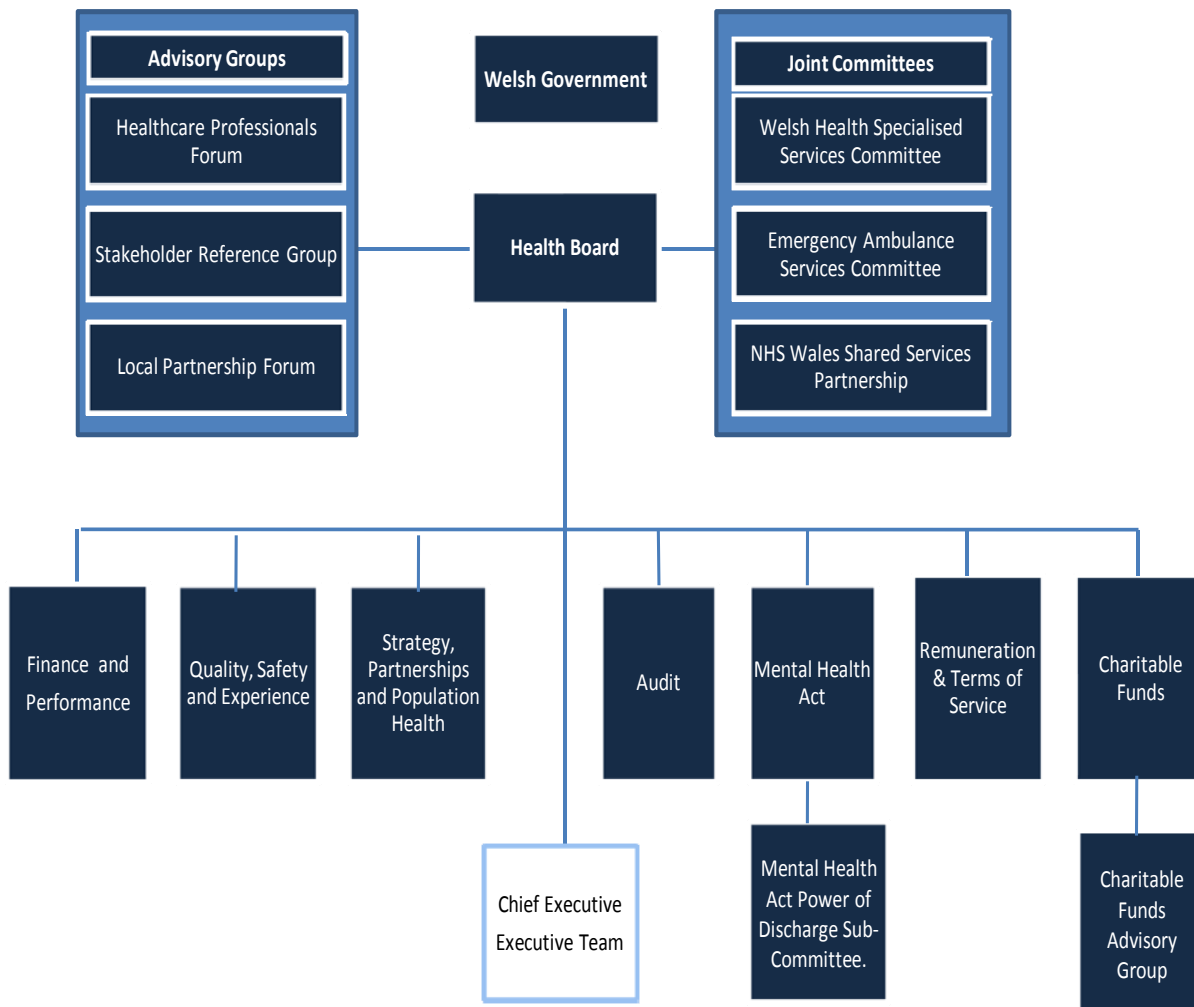 Advisory Groups
Healthcare Professionals
Forum
Stakeholder Reference Group
Local Partnership Forum
Welsh Government
Health Board
Joint Committees
Welsh Health Specialised
Services Committee
Emergency Ambulance
Services Committee
NHS Wales Shared Services
Partnership
Finance and
Performance
Quality, Safety
and Experience
Strategy,
Partnerships
and Population
Health
Audit
Mental Health
Act
Remuneration
& Terms of
Service
Charitable
Funds
Chief Executive
Executive Team
Mental Health
Act Power of
Discharge Sub-
Committee.
Charitable
Funds
Advisory
Group